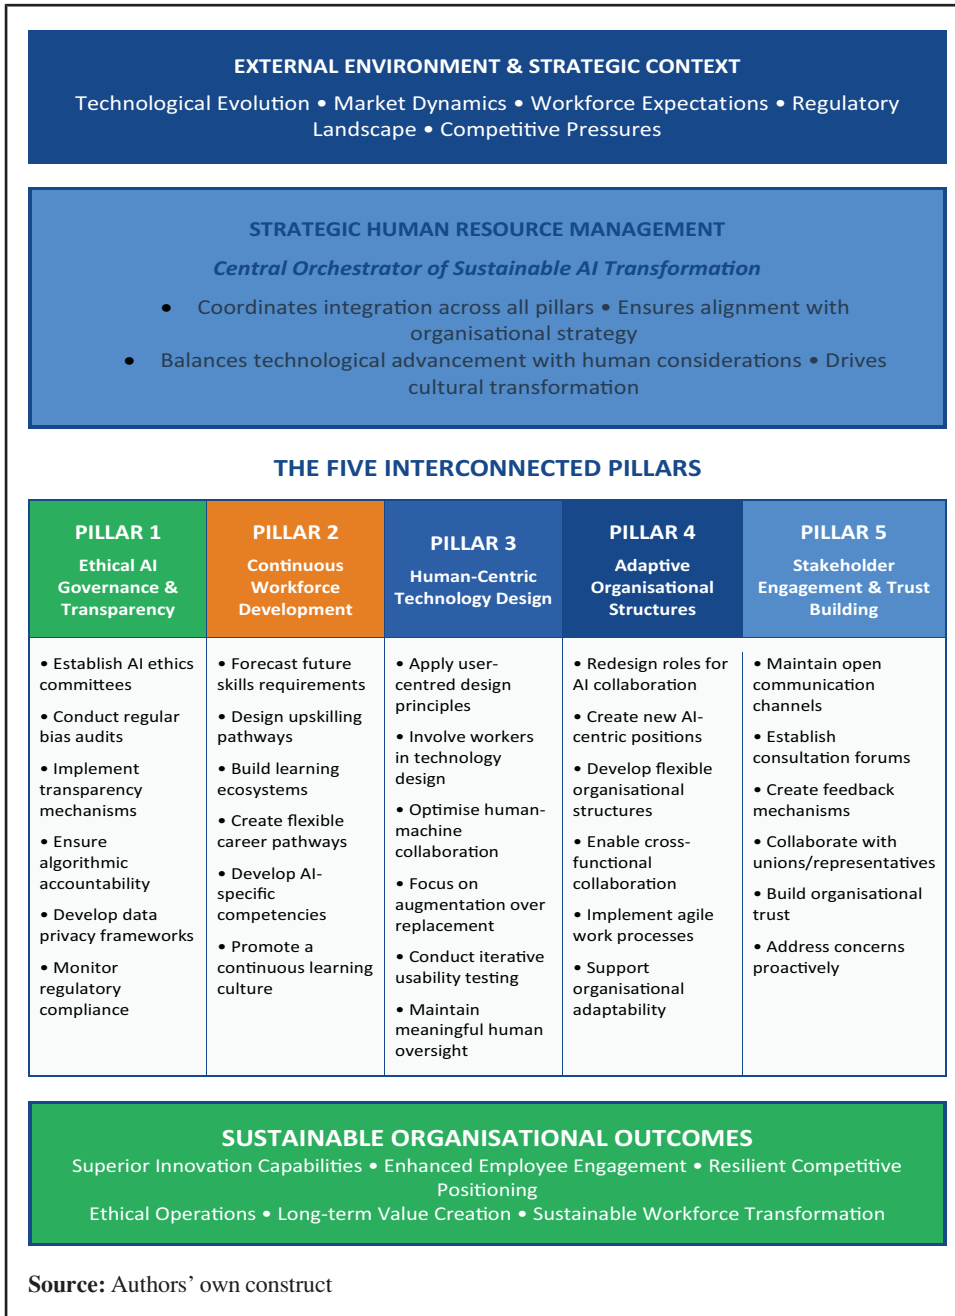 EXTERNAL ENVIRONMENT & STRATEGIC CONTEXT
Technological Evolution • Market Dynamics • Workforce Expectations • Regulatory
Landscape • Competitive Pressures
STRATEGIC HUMAN RESOURCE MANAGEMENT
Central Orchestrator of Sustainable AI Transformation
• Coordinates integration across all pillars • Ensures alignment with
organisational strategy
• Balances technological advancement with human considerations • Drives
cultural transformation
THE FIVE INTERCONNECTED PILLARS
PILLAR 1
Ethical AI
Governance &
Transparency
• Establish AI ethics
committees
• Conduct regular
bias audits
• Implement
transparency
mechanisms
• Ensure
algorithmic
accountability
• Develop data
privacy frameworks
• Monitor
regulatory
compliance
PILLAR 2
Continuous
Workforce
Development
• Forecast future
skills requirements
• Design upskilling
pathways
• Build learning
ecosystems
• Create flexible
career pathways
• Develop AI-
specific
competencies
• Promote a
continuous learning
culture
PILLAR 3
Human-Centric
Technology Design
• Apply user-
centred design
principles
• Involve workers
in technology
design
• Optimise human-
machine
collaboration
• Focus on
augmentation over
replacement
• Conduct iterative
usability testing
• Maintain
meaningful human
oversight
PILLAR 4
Adaptive
Organisational
Structures
• Redesign roles for
AI collaboration
• Create new AI-
centric positions
• Develop flexible
organisational
structures
• Enable cross-
functional
collaboration
• Implement agile
work processes
• Support
organisational
adaptability
PILLAR 5
Stakeholder
Engagement & Trust
Building
• Maintain open
communication
channels
• Establish
consultation forums
• Create feedback
mechanisms
• Collaborate with
unions/representatives
• Build organisational
trust
• Address concerns
proactively
SUSTAINABLE ORGANISATIONAL OUTCOMES
Superior Innovation Capabilities • Enhanced Employee Engagement • Resilient Competitive
Positioning
Ethical Operations • Long-term Value Creation • Sustainable Workforce Transformation
Source: Authors' own construct